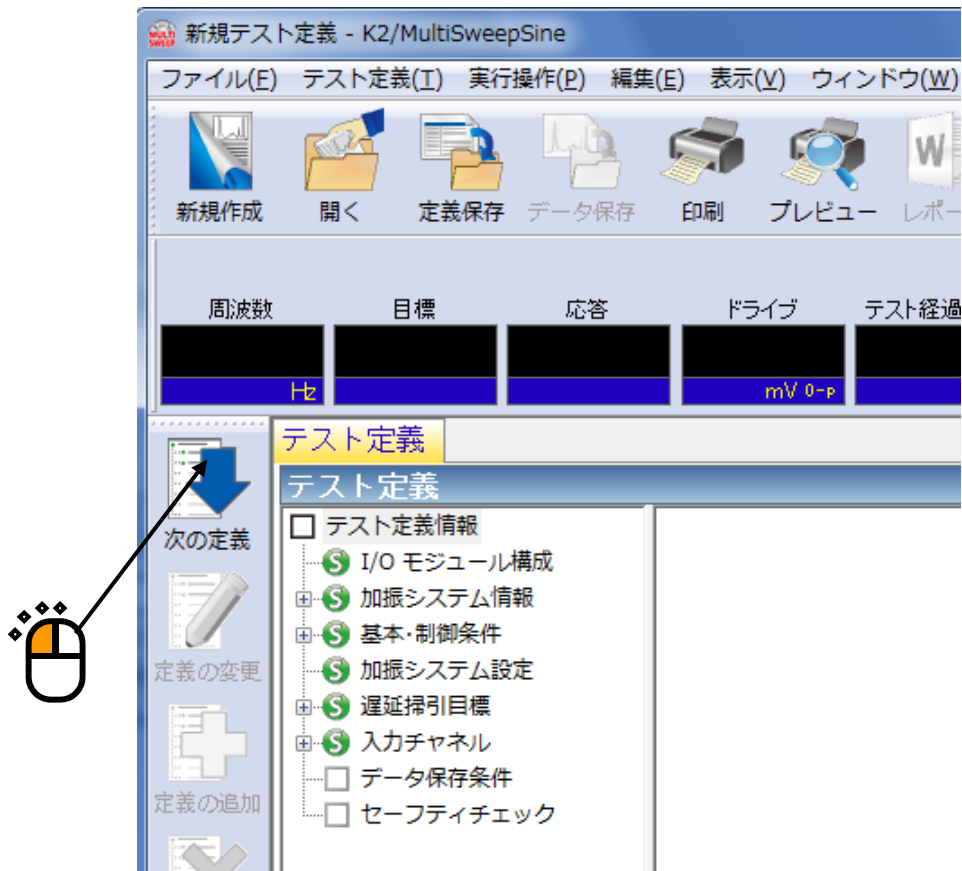 新規テスト定義 - K2/MultiSweepSine
ファイル(F) テスト定義(T) 実行操作(P) 編集(E) 表示(V) ウィンドウ(W)
新規作成 開く 定義保存 データ保存 印刷 プレビュー レポー
周波数 目標 応答 ドライブ テスト経過
Hz mV 0-P
テスト定義
テスト定義
次の定義
定義の変更
定義の追加
テスト定義情報
I/O モジュール構成
加振システム情報
基本・制御条件
加振システム設定
遅延掃引目標
入力チャネル
データ保存条件
セーフティチェック